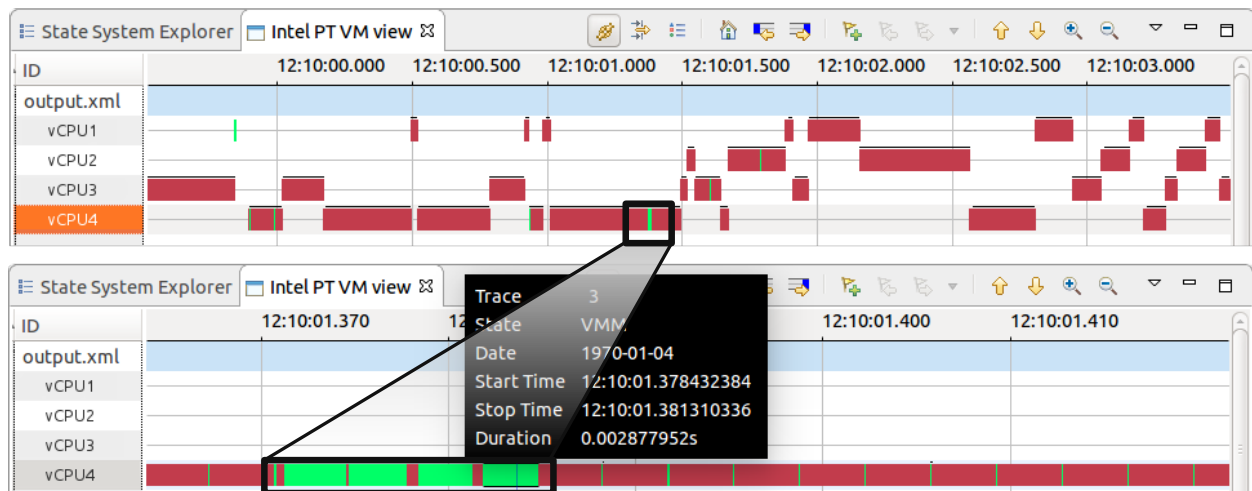 State System Explorer Intel PT VM view
ID 12:10:00.000 12:10:00.500 12:10:01.000 12:10:01.500 12:10:02.000 12:10:02.500 12:10:03.000
output.xml
vCPU1
vCPU2
vCPU3
vCPU4
State System Explorer Intel PT VM view
ID 12:10:01.370 12 12:10:01.400 12:10:01.410
output.xml
vCPU1
vCPU2
vCPU3
vCPU4
Trace 3
State VMM
Date 1970-01-04
Start Time 12:10:01.378432384
Stop Time 12:10:01.381310336
Duration 0.002877952s